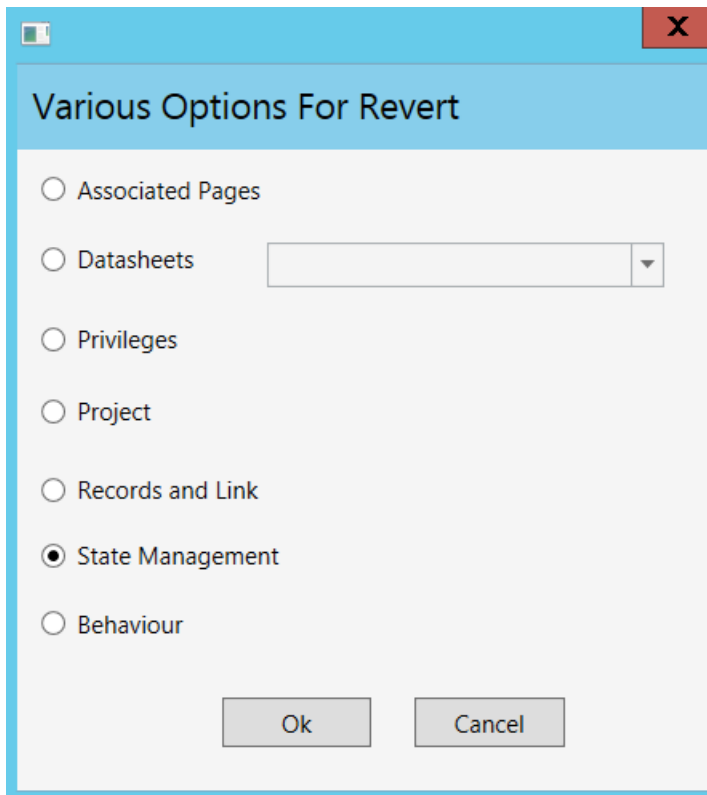 X
Various Options For Revert
Associated Pages
Datasheets
Privileges
Project
Records and Link
State Management
Behaviour
Ok Cancel